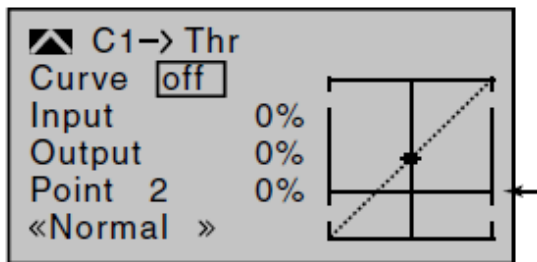 C1–> Thr
Curve off
Input 0%
Output 0%
Point 2 0%
«Normal »